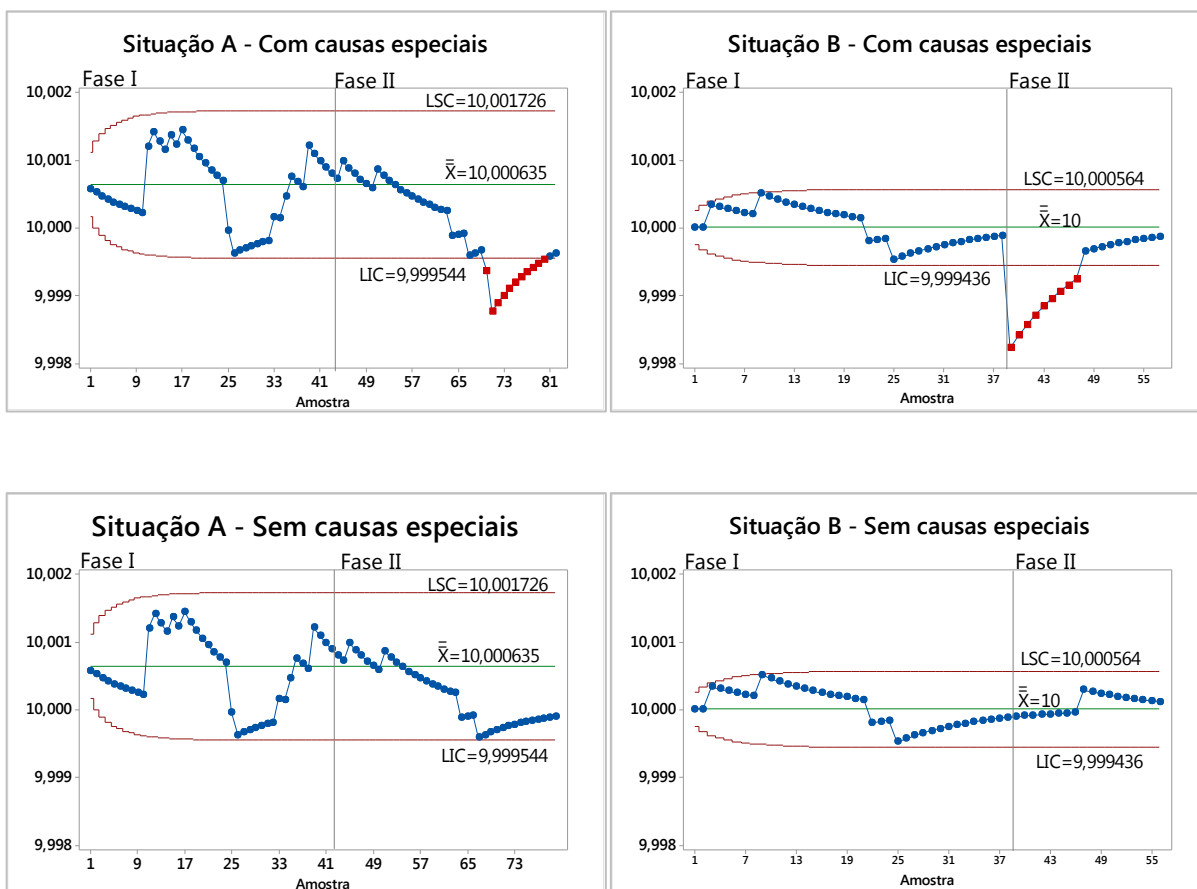 Situação A - Com causas especiais
Fase I
Fase II
10,002
10,001
10,000
9,999
9,998
LSC=10,001726
X̿=10,000635
LIC=9,999544
1 9 17 25 33 41 49 57 65 73 81
Amostra
Situação B - Com causas especiais
Fase I
Fase II
10,002
10,001
10,000
9,999
9,998
LSC=10,000564
X̿=10
LIC=9,999436
1 7 13 19 25 31 37 43 49 55
Amostra
Situação A - Sem causas especiais
Fase I
Fase II
10,002
10,001
10,000
9,999
9,998
LSC=10,001726
X̿=10,000635
LIC=9,999544
1 9 17 25 33 41 49 57 65 73
Amostra
Situação B - Sem causas especiais
Fase I
Fase II
10,002
10,001
10,000
9,999
9,998
LSC=10,000564
X̿=10
LIC=9,999436
1 7 13 19 25 31 37 43 49 55
Amostra